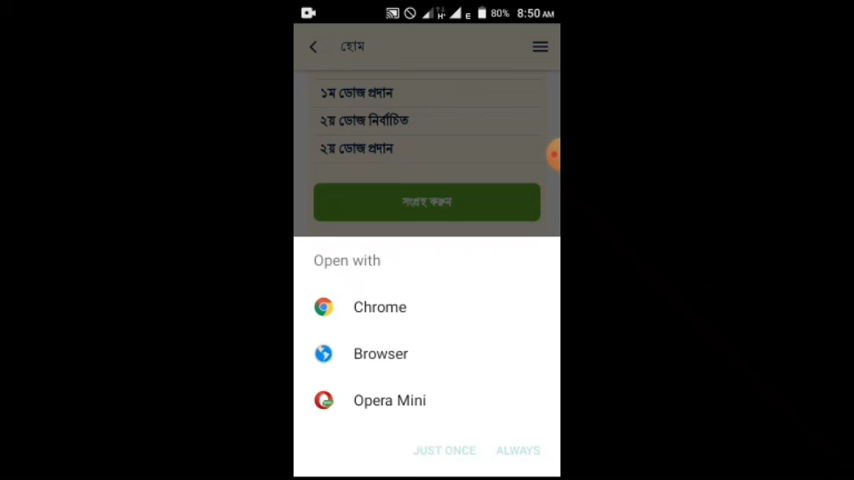 80% 8:50 AM
হোম
১ম ডোজ প্রদান
২য় ডোজ নির্বাচিত
২য় ডোজ প্রদান
সংগ্রহ করুন
Open with
Chrome
Browser
Opera Mini
JUST ONCE ALWAYS